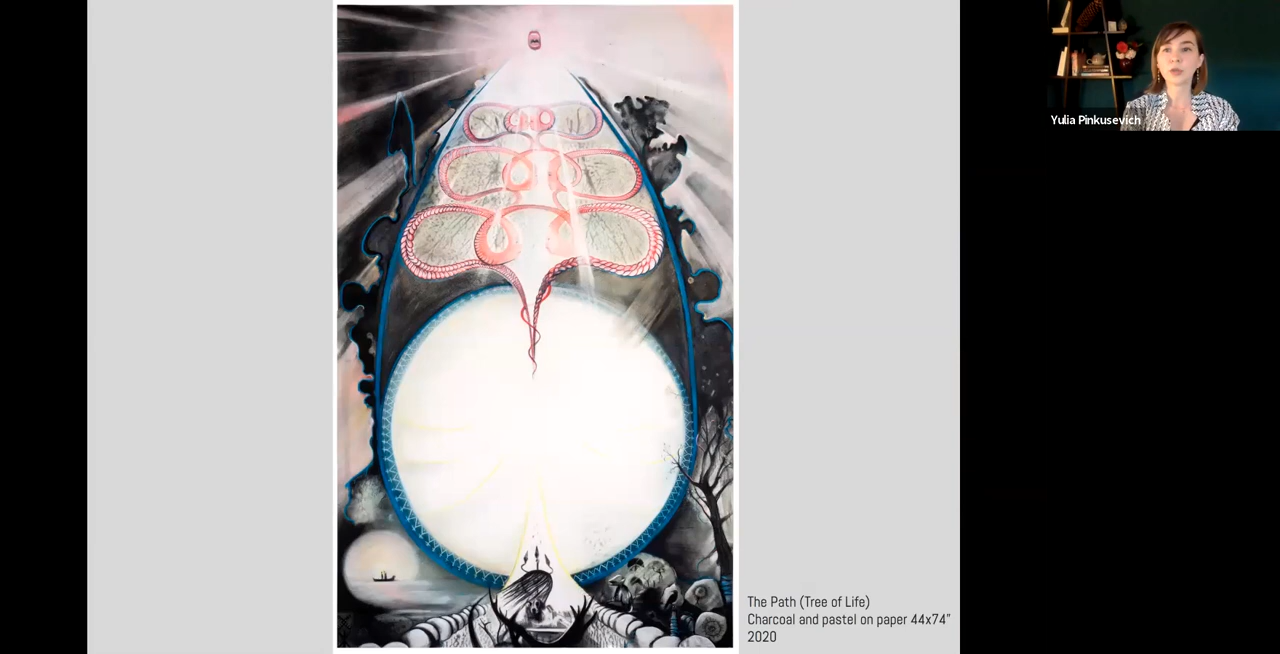 Yulia Pinkusevich
The Path (Tree of Life)
Charcoal and pastel on paper 44x74"
2020